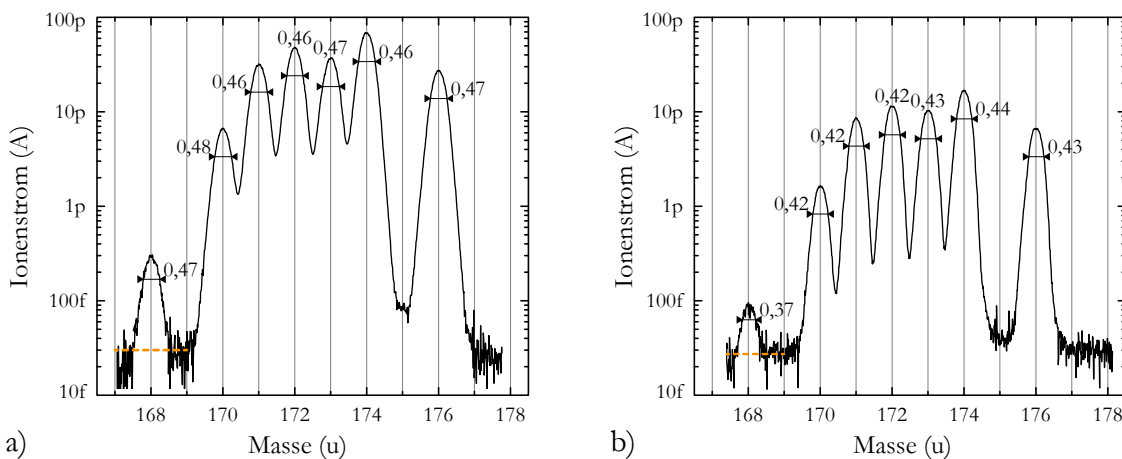 100p
10p
1p
100f
10f
Ionenstrom (A)
0,47
0,48
0,46
0,46
0,47
0,46
0,47
168 170 172 174 176 178
Masse (u)
a)
100p
10p
1p
100f
10f
Ionenstrom (A)
0,37
0,42
0,42
0,42
0,43
0,44
0,43
168 170 172 174 176 178
Masse (u)
b)